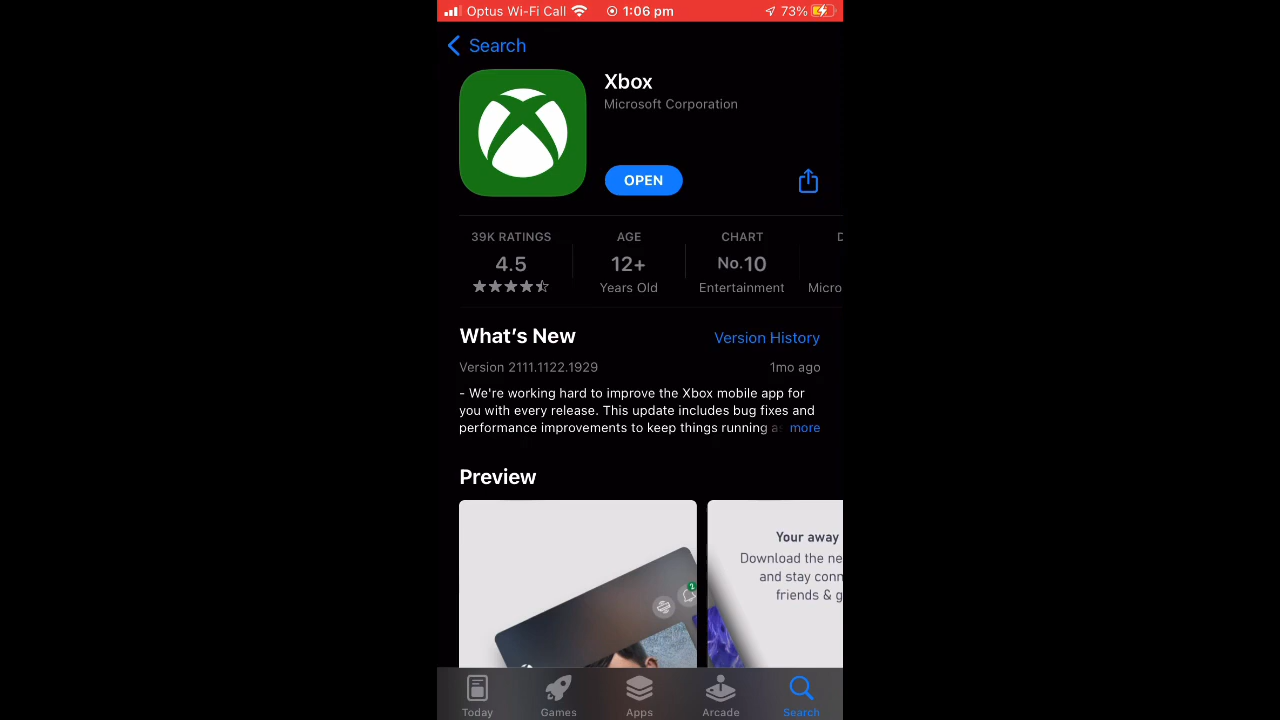 Optus Wi-Fi Call 1:06 pm 73%
Search
Xbox
Microsoft Corporation
OPEN
39K RATINGS AGE CHART D
4.5 12+ No.10
Years Old Entertainment Micro
What's New Version History
Version 2111.1122.1929 1mo ago
- We're working hard to improve the Xbox mobile app for
you with every release. This update includes bug fixes and
performance improvements to keep things running as more
Preview
Your away
Download the ne
and stay conn
friends & g
2
Today Games Apps Arcade Search